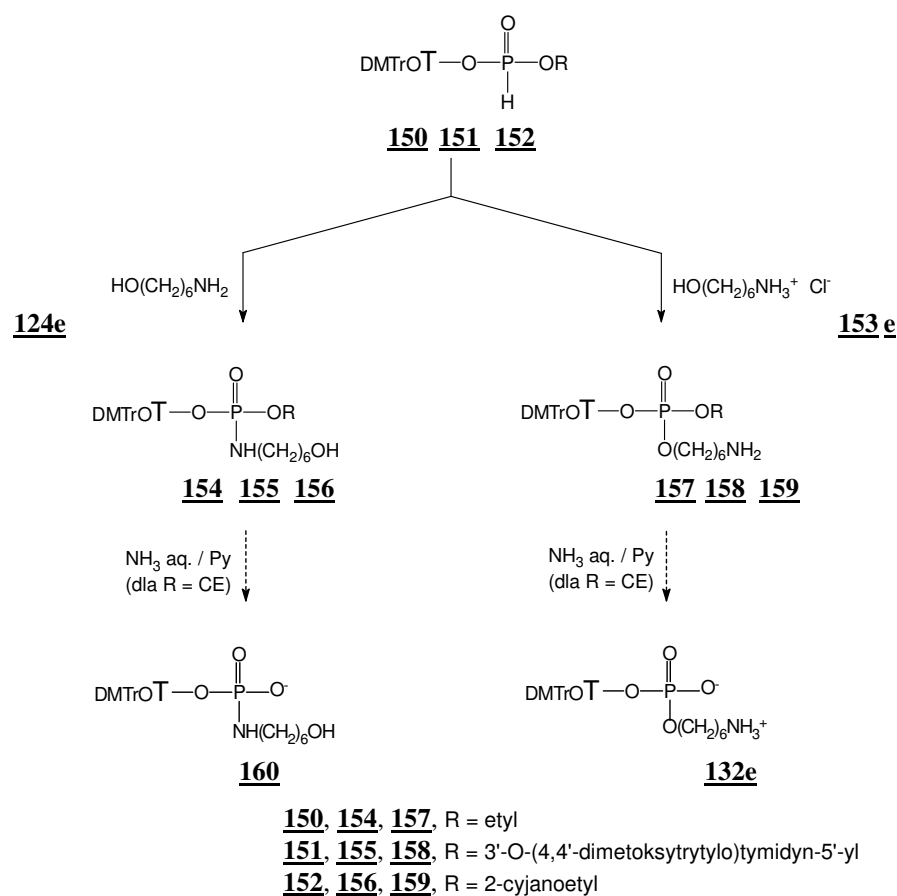 O
DMTrOT—O—P—OR
H
150 151 152
HO(CH2)6NH2
HO(CH2)6NH3+ Cl-
124e
153 e
O
DMTrOT—O—P—OR
NH(CH2)6OH
154 155 156
O
DMTrOT—O—P—OR
O(CH2)6NH2
157 158 159
NH3 aq. / Py
(dla R = CE)
NH3 aq. / Py
(dla R = CE)
O
DMTrOT—O—P—O-
NH(CH2)6OH
160
O
DMTrOT—O—P—O-
O(CH2)6NH3+
132e
150, 154, 157, R = etyl
151, 155, 158, R = 3'-O-(4,4'-dimetoksytrytylo)tymidyn-5'-yl
152, 156, 159, R = 2-cyjanoetyl